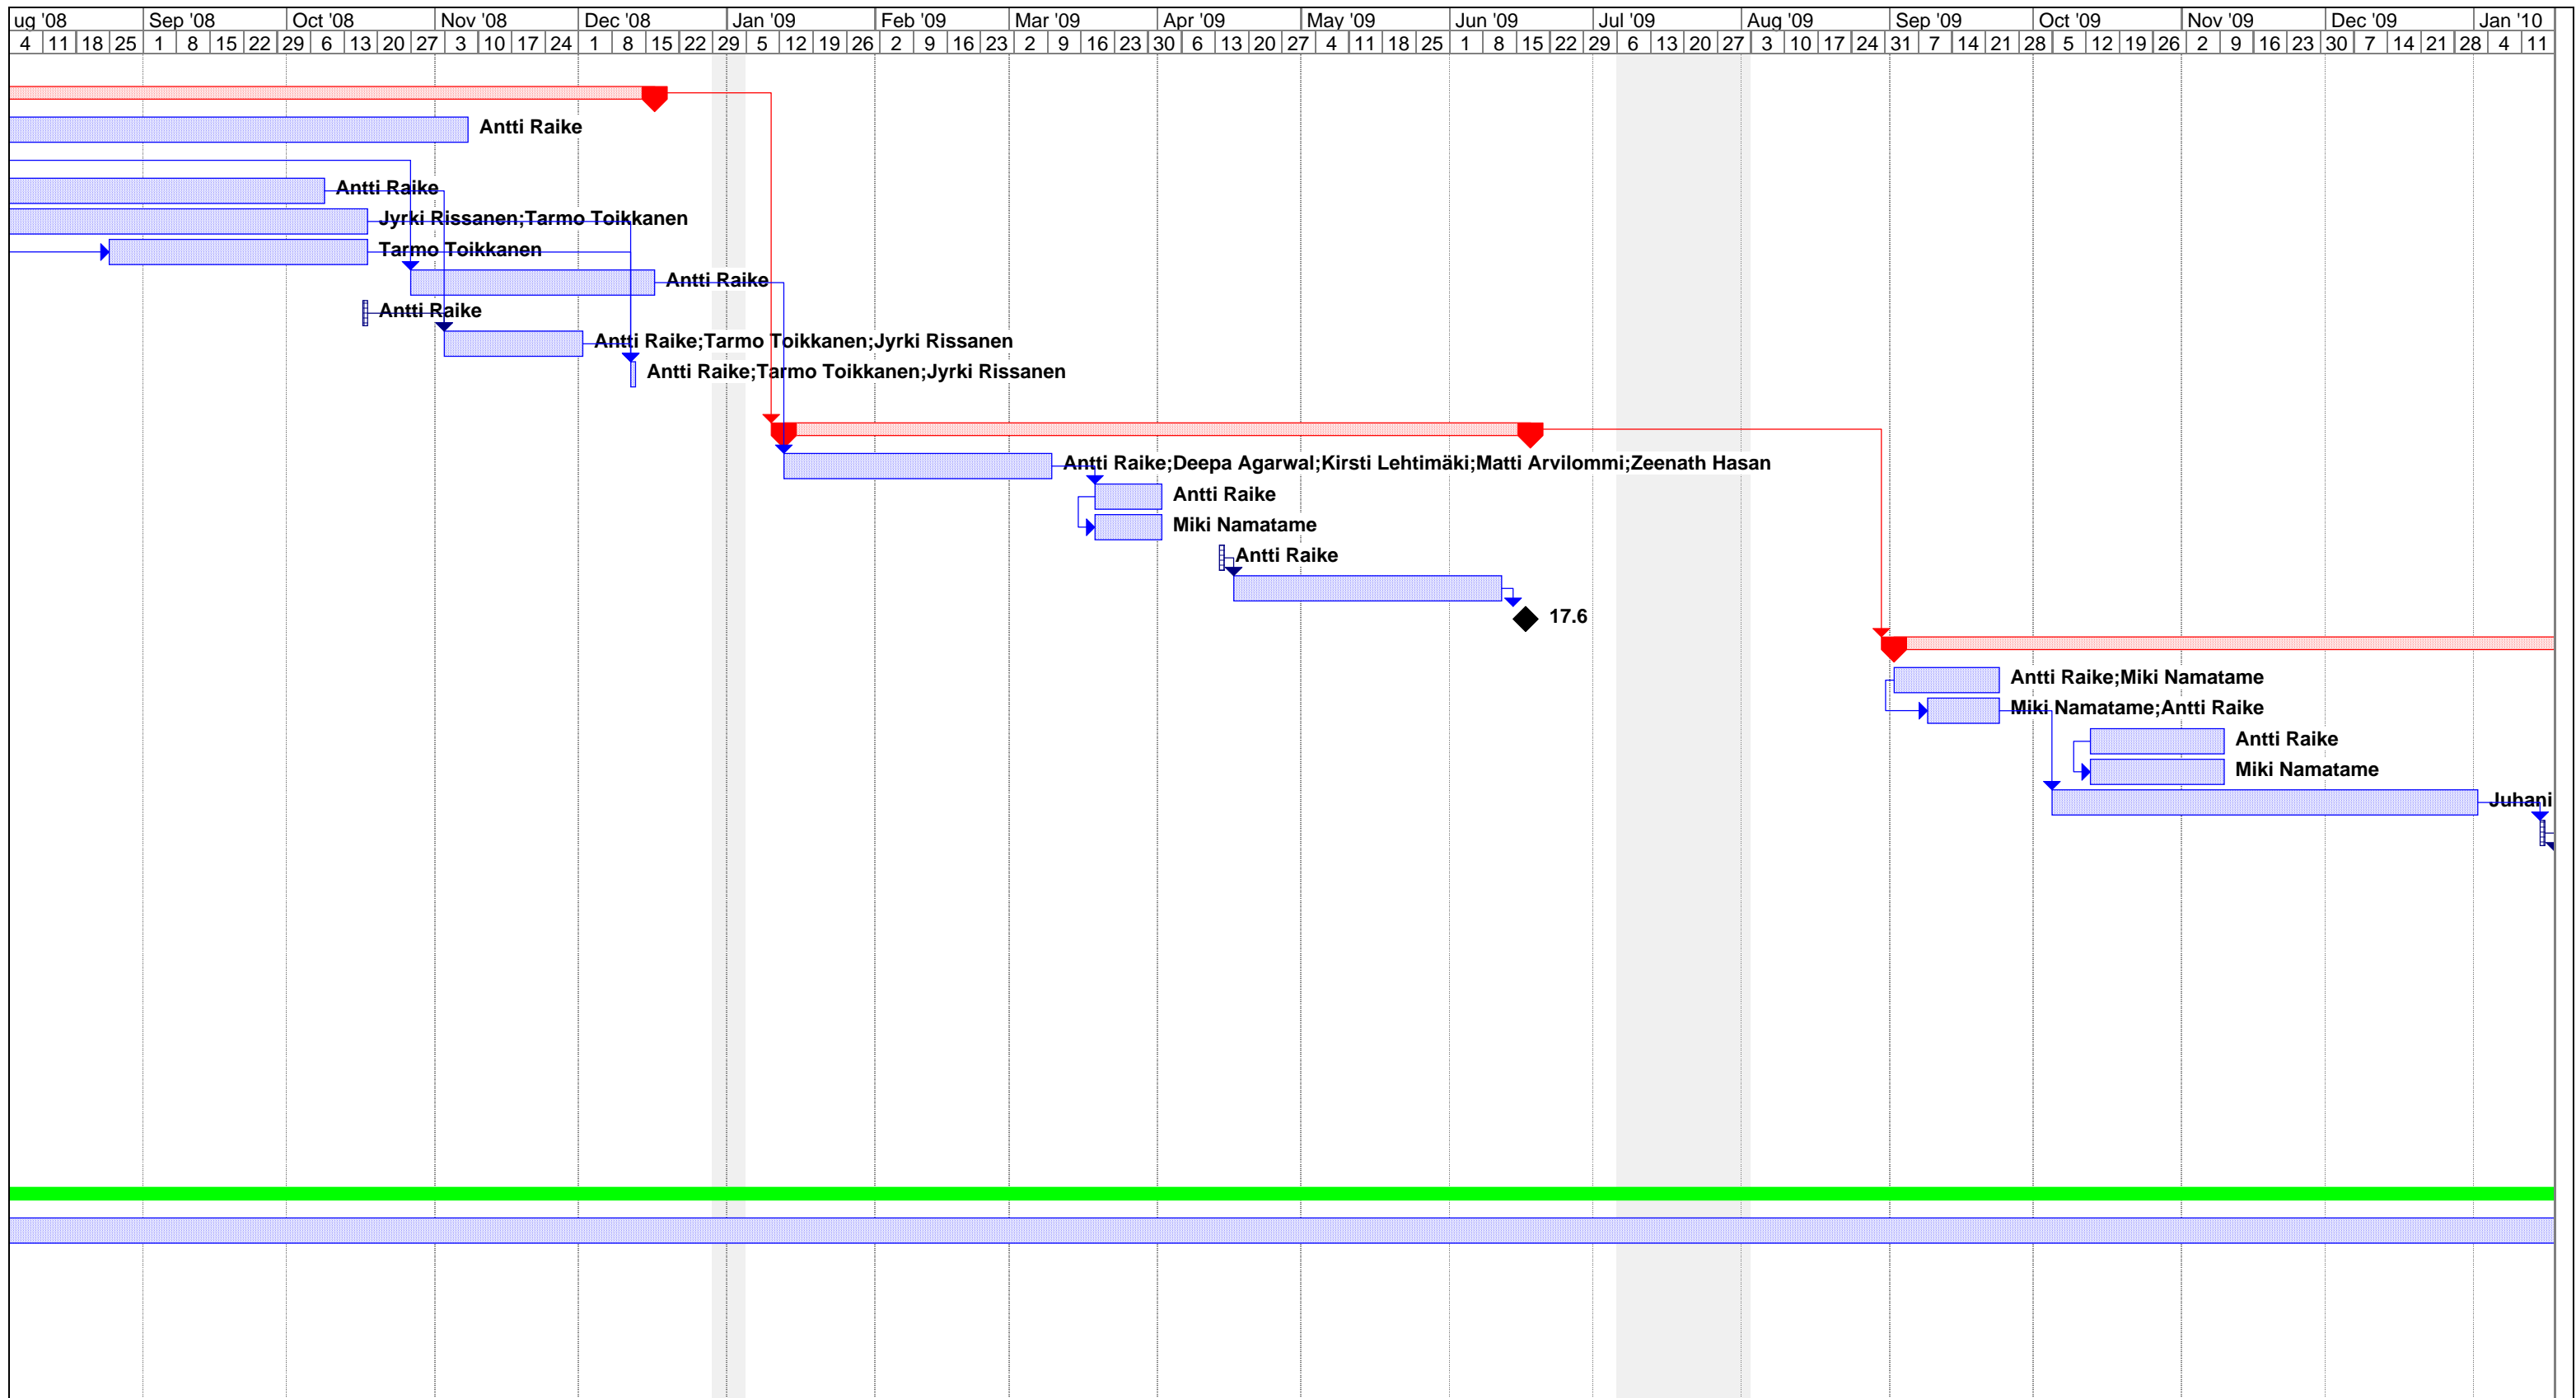 ug '08 Sep '08 Oct '08 Nov '08 Dec '08 Jan '09 Feb '09 Mar '09 Apr '09 May '09 Jun '09 Jul '09 Aug '09 Sep '09 Oct '09 Nov '09 Dec '09 Jan '10
4 11 18 25 1 8 15 22 29 6 13 20 27 3 10 17 24 1 8 15 22 29 5 12 19 26 2 9 16 23 2 9 16 23 30 6 13 20 27 4 11 18 25 1 8 15 22 29 6 13 20 27 3 10 17 24 31 7 14 21 28 5 12 19 26 2 9 16 23 30 7 14 21 28 4 11
Antti Raike
Antti Raike
Jyrki Rissanen;Tarmo Toikkanen
Tarmo Toikkanen
Antti Raike
Antti Raike
Antti Raike;Tarmo Toikkanen;Jyrki Rissanen
Antti Raike;Tarmo Toikkanen;Jyrki Rissanen
Antti Raike;Deepa Agarwal;Kirsti Lehtimäki;Matti Arvilommi;Zeenath Hasan
Antti Raike
Miki Namatame
Antti Raike
17.6
Antti Raike;Miki Namatame
Miki Namatame;Antti Raike
Antti Raike
Miki Namatame
Juhani